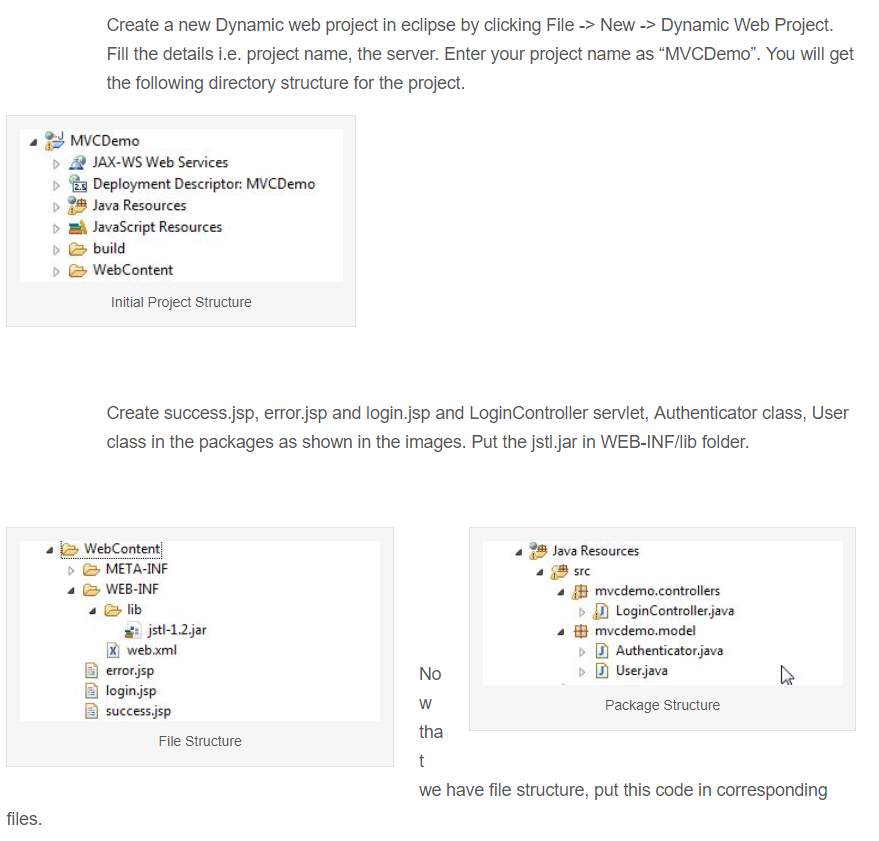 Create a new Dynamic web project in eclipse by clicking File -> New -> Dynamic Web Project.
Fill the details i.e. project name, the server. Enter your project name as “MVCDemo”. You will get
the following directory structure for the project.
MVCDemo
JAX-WS Web Services
Deployment Descriptor: MVCDemo
Java Resources
JavaScript Resources
build
WebContent
Initial Project Structure
Create success.jsp, error.jsp and login.jsp and LoginController servlet, Authenticator class, User
class in the packages as shown in the images. Put the jstl.jar in WEB-INF/lib folder.
WebContent
META-INF
WEB-INF
lib
jstl-1.2.jar
web.xml
error.jsp
login.jsp
success.jsp
File Structure
Java Resources
src
mvcdemo.controllers
LoginController.java
mvcdemo.model
Authenticator.java
User.java
Package Structure
No
w
tha
t
we have file structure, put this code in corresponding
files.